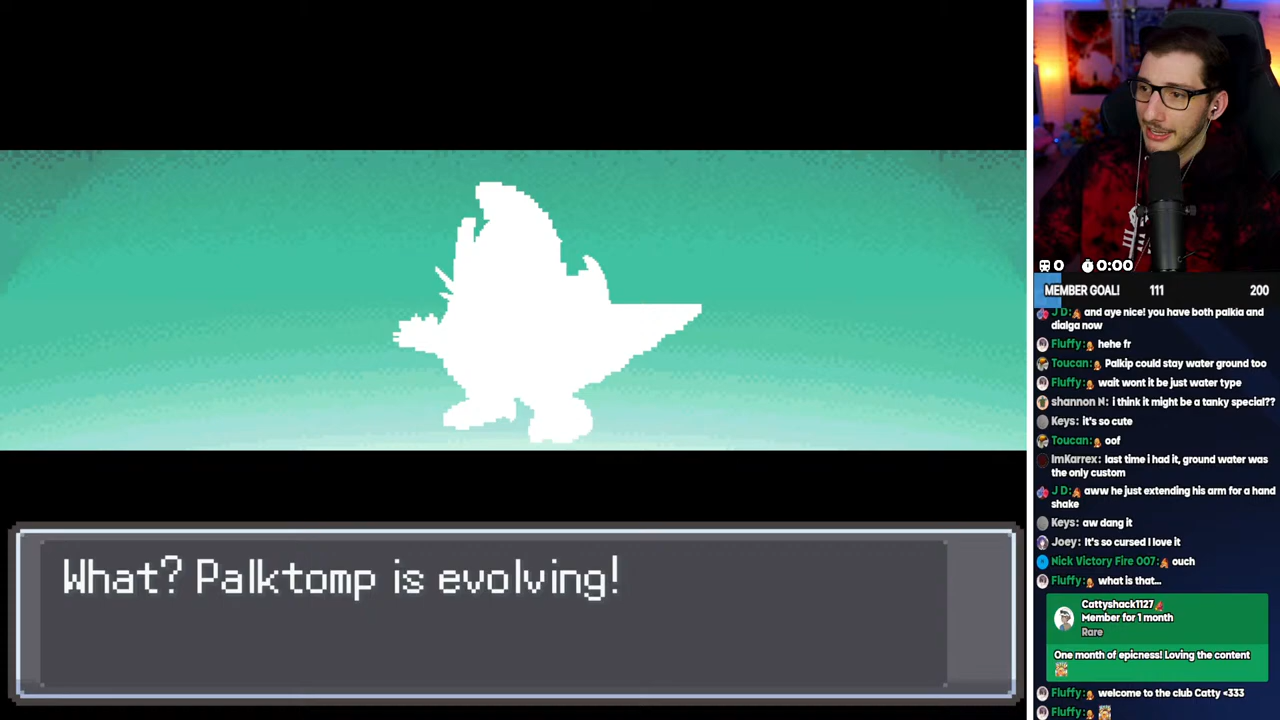 What? Palktomp is evolving!
0 0:00
MEMBER GOAL! 111 200
J D: and aye nice! you have both palkia and
dialga now
Fluffy: hehe fr
Toucan: Palkip could stay water ground too
Fluffy: wait wont it be just water type
shannon N: i think it might be a tanky special??
Keys: it's so cute
Toucan: oof
ImKarrex: last time i had it, ground water was
the only custom
J D: aww he just extending his arm for a hand
shake
Keys: aw dang it
Joey: It's so cursed I love it
Nick Victory Fire 007: ouch
Fluffy: what is that...
Cattyshack1127
Member for 1 month
Rare
One month of epicness! Loving the content
Fluffy: welcome to the club Catty <333
Fluffy: